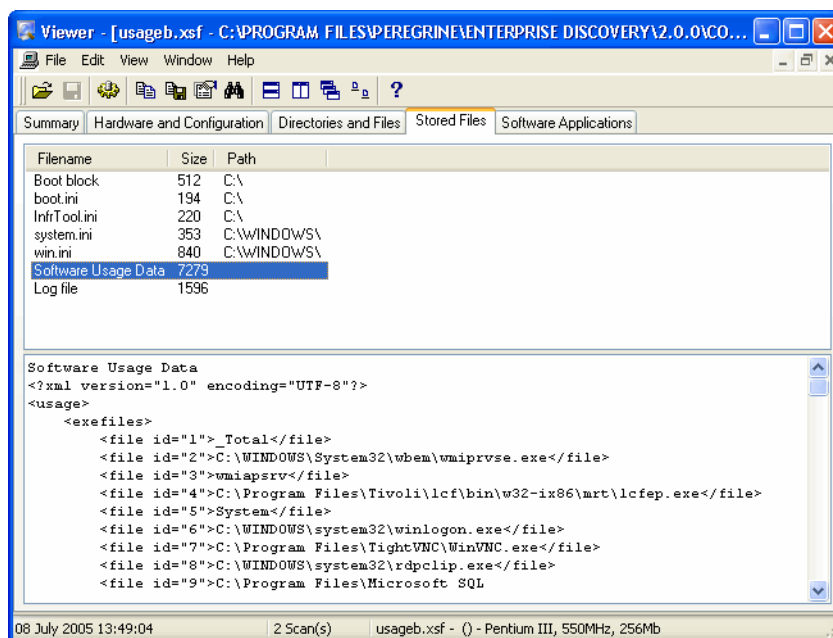 Viewer - [usageb.xsf - C:\PROGRAM FILES\PEREGRINE\ENTERPRISE DISCOVERY\2.0.0\CO...
File Edit View Window Help
Summary Hardware and Configuration Directories and Files Stored Files Software Applications
Filename Size Path
Boot block 512 C:\
boot.ini 194 C:\
InfrTool.ini 220 C:\
system.ini 353 C:\WINDOWS\
win.ini 840 C:\WINDOWS\
Software Usage Data 7279
Log file 1596
Software Usage Data
<?xml version="1.0" encoding="UTF-8"?>
<usage>
<exefiles>
<file id="1">_Total</file>
<file id="2">C:\WINDOWS\System32\wbem\wmiprvse.exe</file>
<file id="3">wmiapsrv</file>
<file id="4">C:\Program Files\Tivoli\lcf\bin\w32-ix86\mrt\lcfep.exe</file>
<file id="5">System</file>
<file id="6">C:\WINDOWS\system32\winlogon.exe</file>
<file id="7">C:\Program Files\TightVNC\WinVNC.exe</file>
<file id="8">C:\WINDOWS\system32\rdpclip.exe</file>
<file id="9">C:\Program Files\Microsoft SQL
08 July 2005 13:49:04 2 Scan(s) usageb.xsf - () - Pentium III, 550MHz, 256Mb